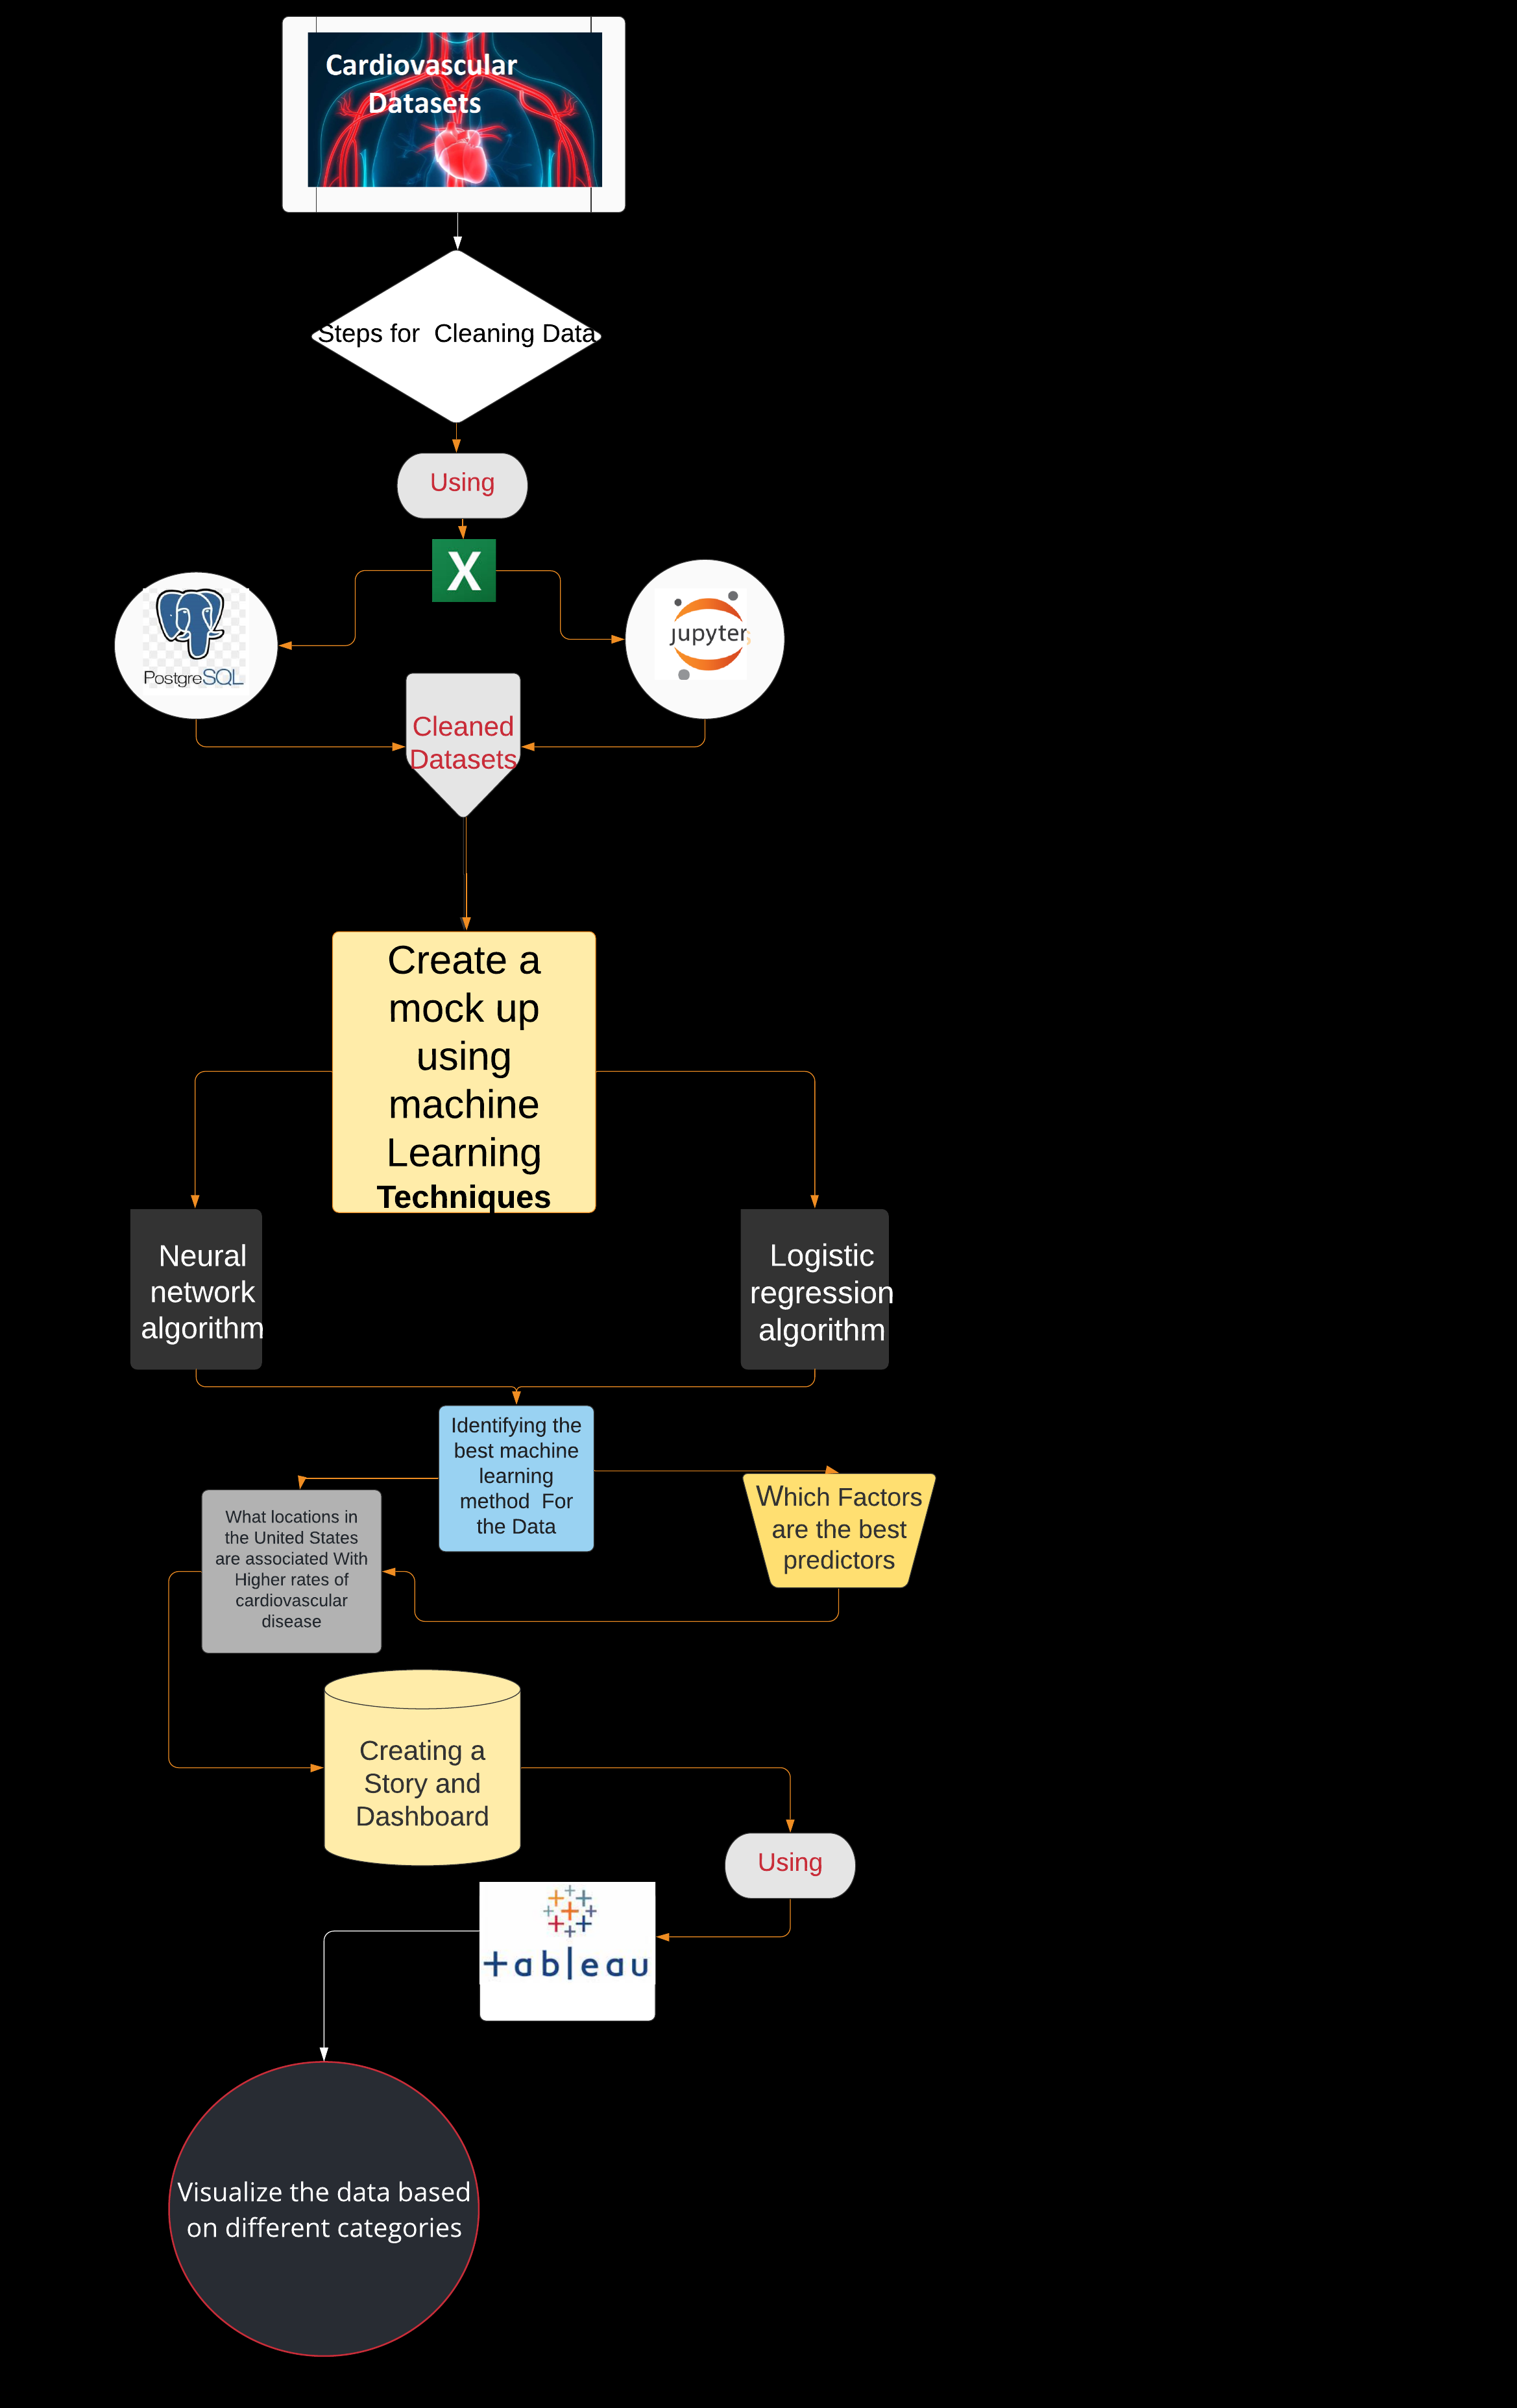 Cardiovascular
Datasets
Steps for  Cleaning Data
Using
X
PostgreSQL
jupyter
Cleaned
Datasets
Create a
mock up
using
machine
Learning
Techniques
Neural
network
algorithm
Logistic
regression
algorithm
Identifying the
best machine
learning
method  For
the Data
What locations in
the United States
are associated With
Higher rates of
cardiovascular
disease
Which Factors
are the best
predictors
Creating a
Story and
Dashboard
Using
+ableau
Visualize the data based
on different categories